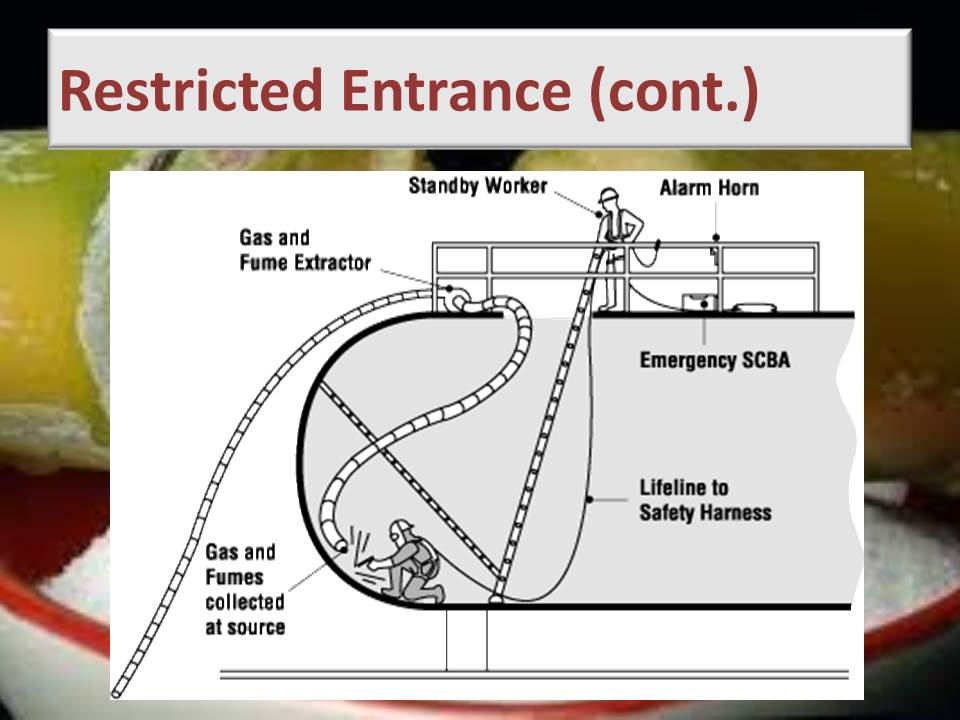 Restricted Entrance (cont.)
Standby Worker
Alarm Horn
Gas and
Fume Extractor
Emergency SCBA
Lifeline to
Safety Harness
Gas and
Fumes
collected
at source